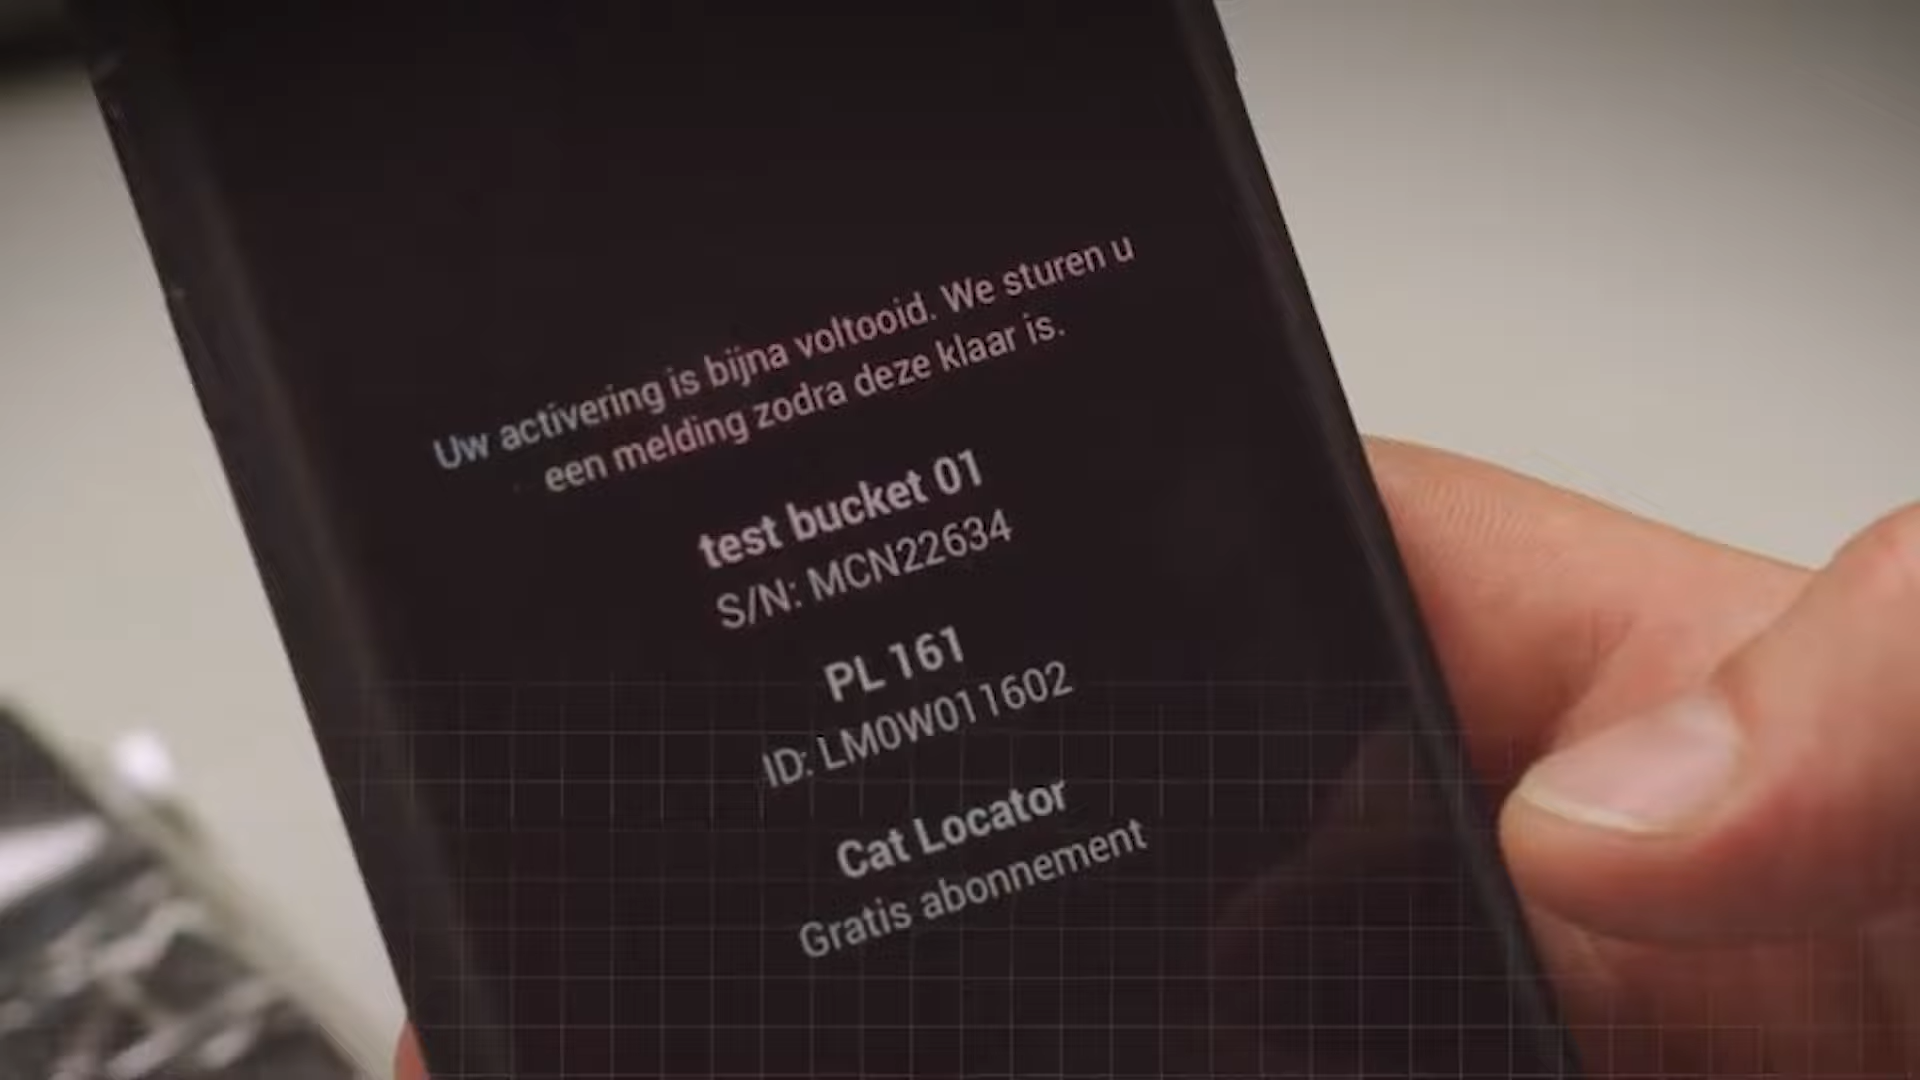 Uw activering is bijna voltooid. We sturen u
een melding zodra deze klaar is.
test bucket 01
S/N: MCN22634
PL 161
ID: LM0W011602
Cat Locator
Gratis abonnement